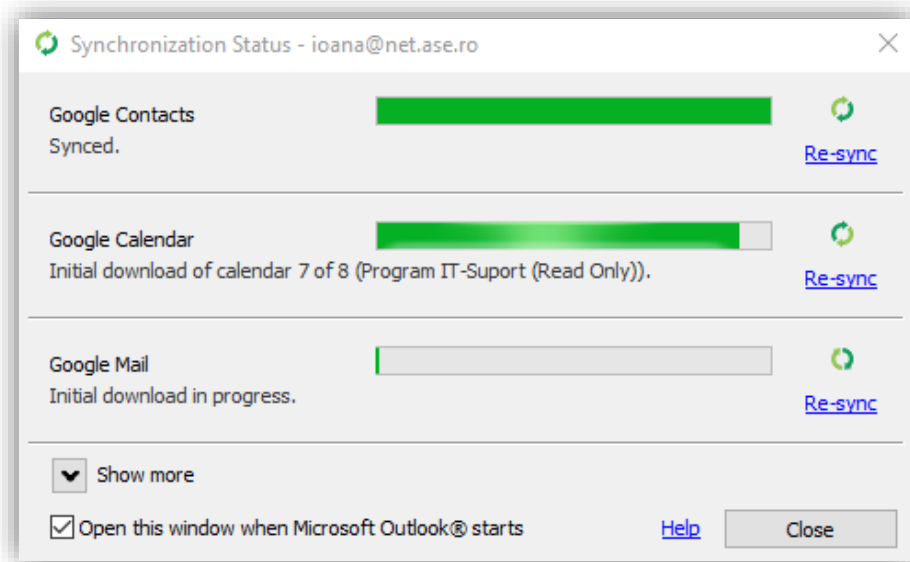 Synchronization Status - ioana@net.ase.ro
Google Contacts
Synced.
Re-sync
Google Calendar
Initial download of calendar 7 of 8 (Program IT-Suport (Read Only)).
Re-sync
Google Mail
Initial download in progress.
Re-sync
Show more
Open this window when Microsoft Outlook® starts
Help
Close